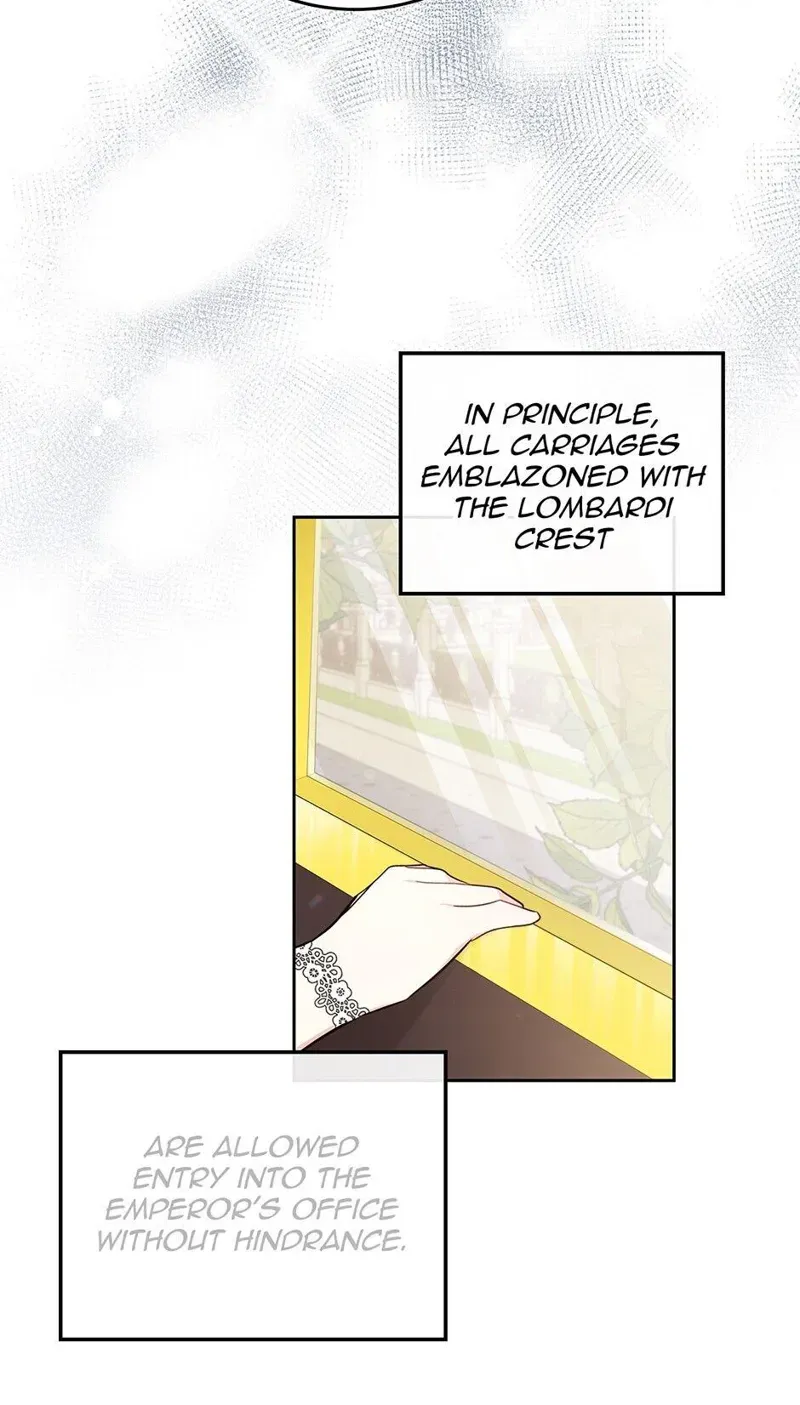 IN PRINCIPLE,
ALL CARRIAGES
EMBLAZONED WITH
THE LOMBARDI
CREST
ARE ALLOWED
ENTRY INTO THE
EMPEROR'S OFFICE
WITHOUT HINDRANCE.